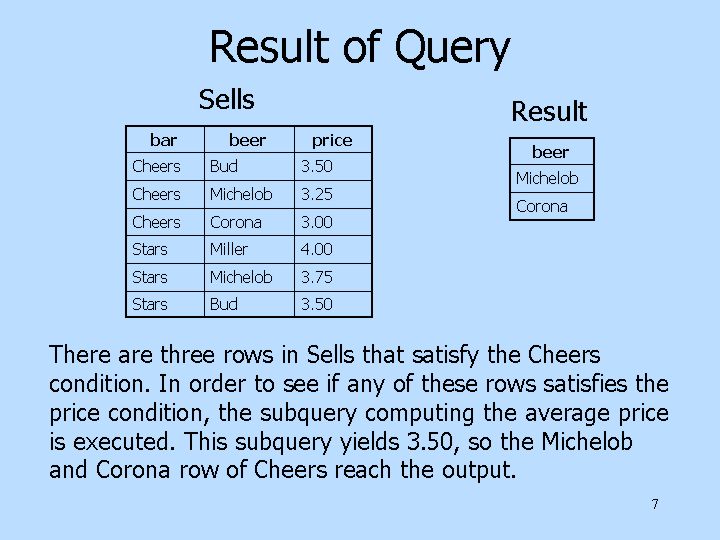 Result of Query
Sells
bar beer price
Cheers Bud 3.50
Cheers Michelob 3.25
Cheers Corona 3.00
Stars Miller 4.00
Stars Michelob 3.75
Stars Bud 3.50
Result
beer
Michelob
Corona
There are three rows in Sells that satisfy the Cheers
condition. In order to see if any of these rows satisfies the
price condition, the subquery computing the average price
is executed. This subquery yields 3.50, so the Michelob
and Corona row of Cheers reach the output.
7